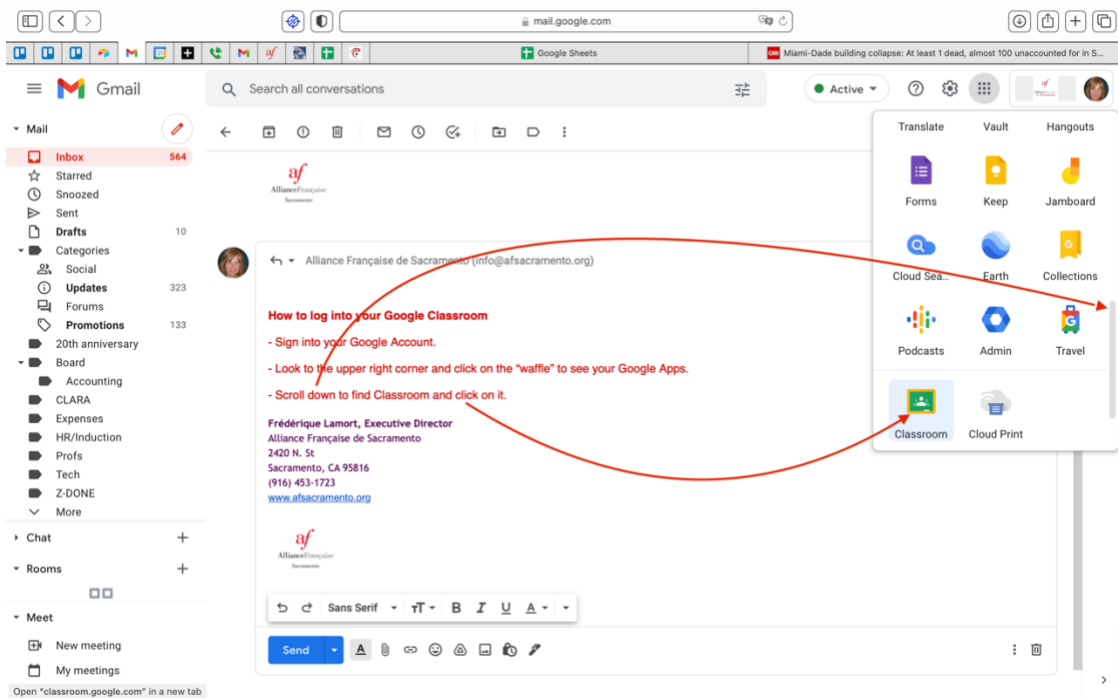 mail.google.com
Google Sheets
CNN Miami-Dade building collapse: At least 1 dead, almost 100 unaccounted for in S...
Gmail
Search all conversations
Active
Mail
Inbox 564
Starred
Snoozed
Sent
Drafts 10
Categories
Social
Updates 323
Forums
Promotions 133
20th anniversary
Board
Accounting
CLARA
Expenses
HR/Induction
Profs
Tech
Z-DONE
More
Chat
Rooms
Meet
New meeting
My meetings
Open "classroom.google.com" in a new tab
af
AllianceFrançaise
Sacramento
Alliance Française de Sacramento (info@afsacramento.org)
How to log into your Google Classroom
- Sign into your Google Account.
- Look to the upper right corner and click on the “waffle” to see your Google Apps.
- Scroll down to find Classroom and click on it.
Frédérique Lamort, Executive Director
Alliance Française de Sacramento
2420 N. St
Sacramento, CA 95816
(916) 453-1723
www.afsacramento.org
af
AllianceFrançaise
Sacramento
Sans Serif
B I U A
Send
Translate Vault Hangouts
Forms Keep Jamboard
Cloud Sea... Earth Collections
Podcasts Admin Travel
Classroom Cloud Print